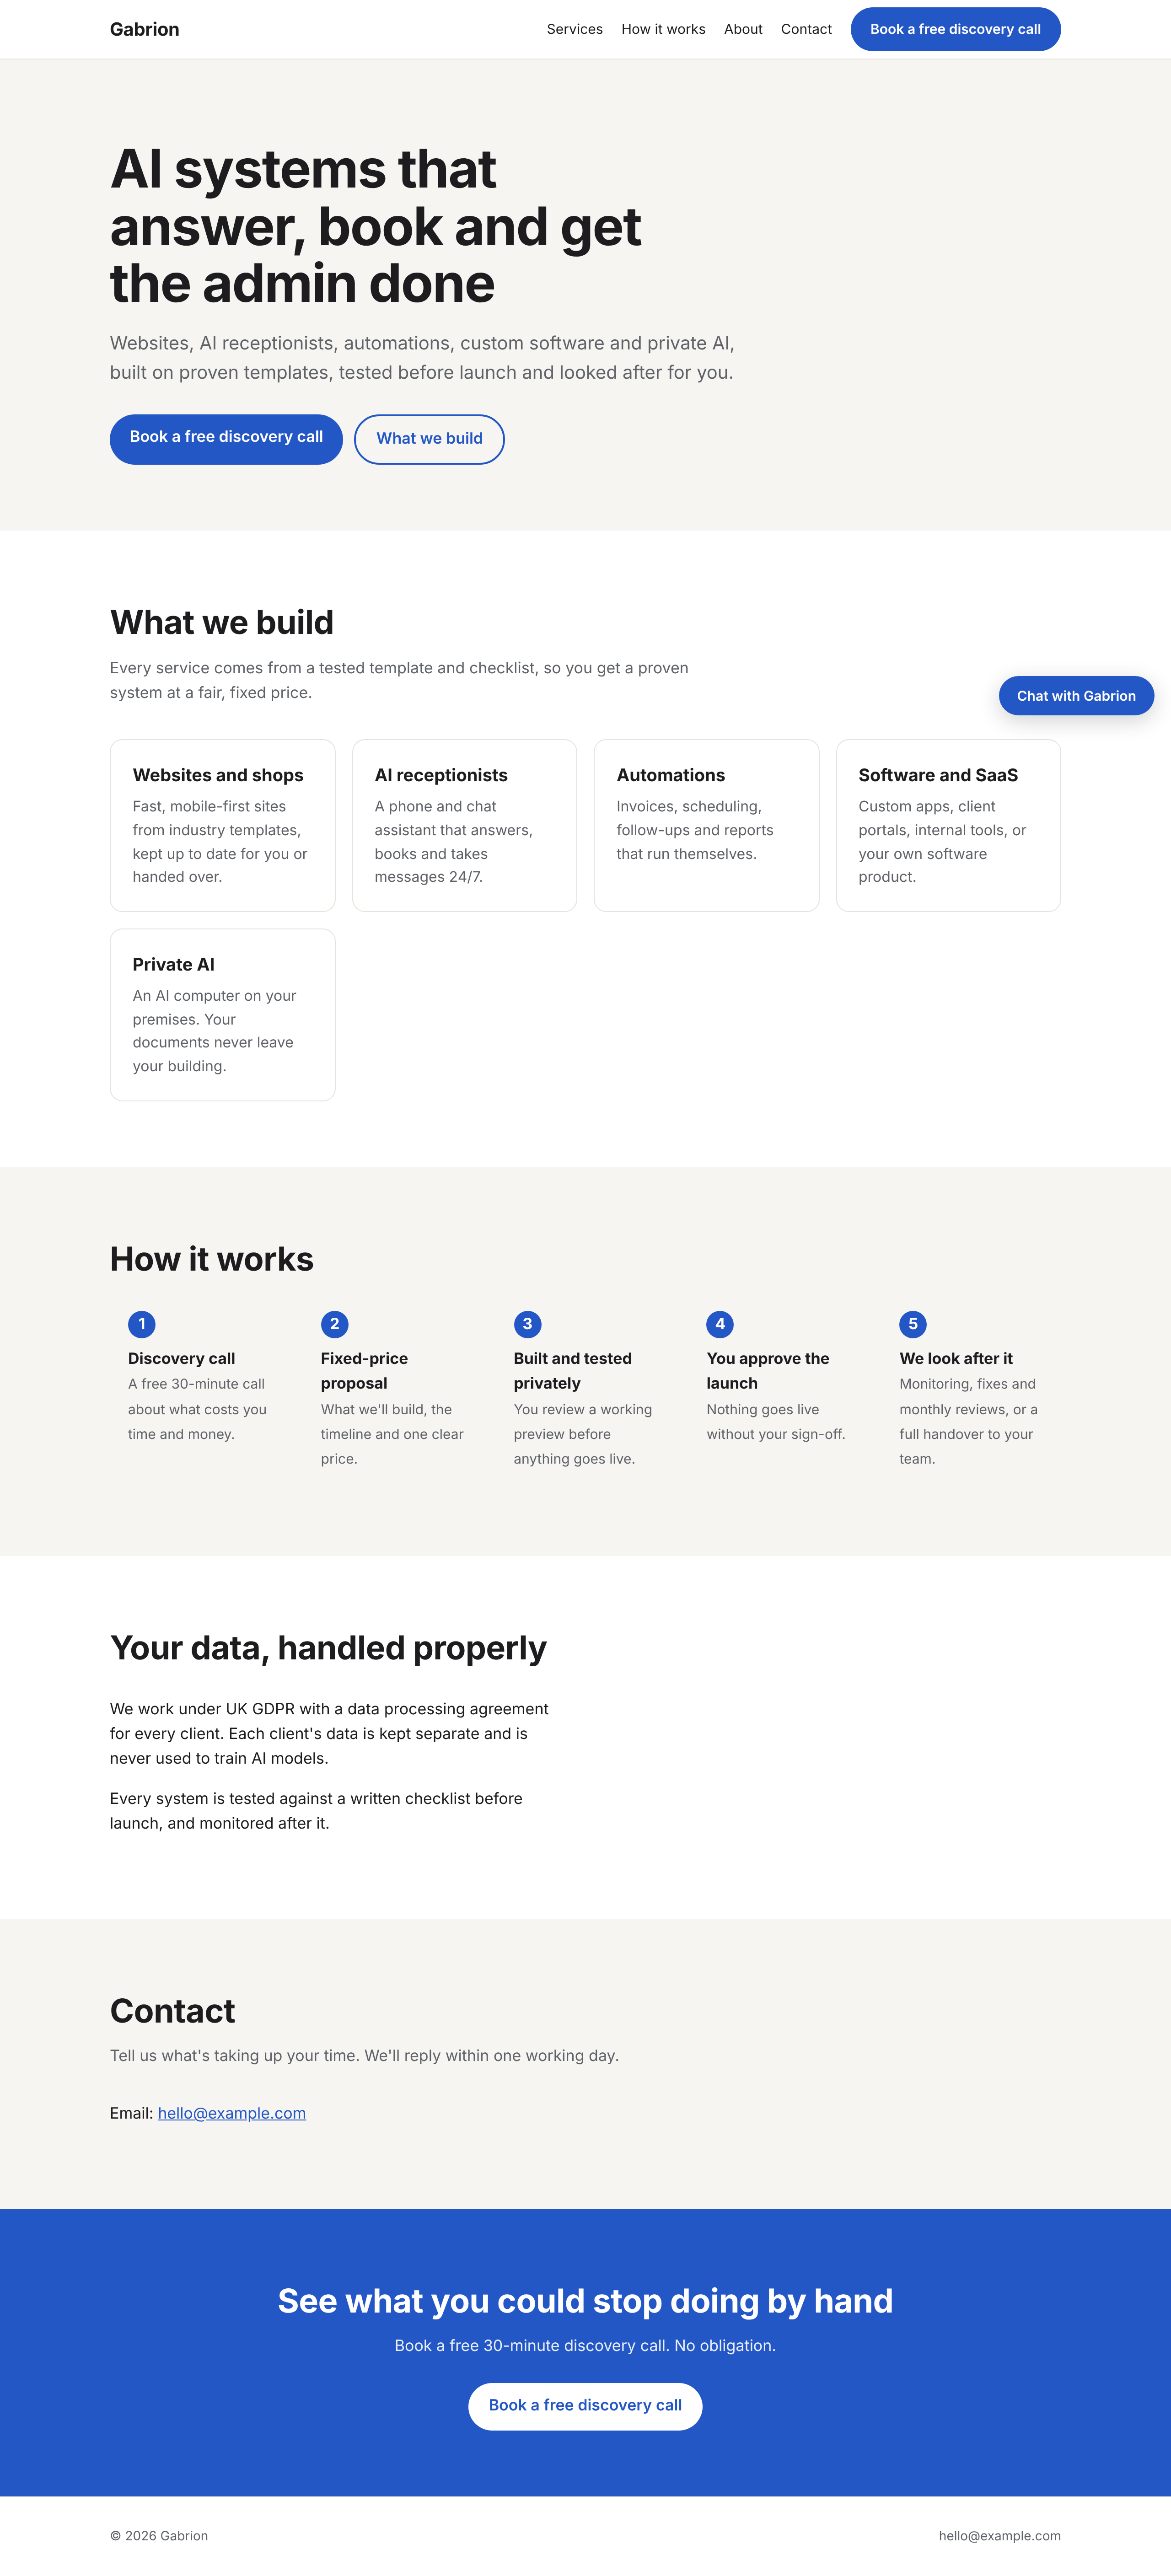 Gabrion
Services How it works About Contact Book a free discovery call
AI systems that
answer, book and get
the admin done
Websites, AI receptionists, automations, custom software and private AI,
built on proven templates, tested before launch and looked after for you.
Book a free discovery call What we build
What we build
Every service comes from a tested template and checklist, so you get a proven
system at a fair, fixed price.
Chat with Gabrion
Websites and shops
Fast, mobile-first sites
from industry templates,
kept up to date for you or
handed over.
AI receptionists
A phone and chat
assistant that answers,
books and takes
messages 24/7.
Automations
Invoices, scheduling,
follow-ups and reports
that run themselves.
Software and SaaS
Custom apps, client
portals, internal tools, or
your own software
product.
Private AI
An AI computer on your
premises. Your
documents never leave
your building.
How it works
1
Discovery call
A free 30-minute call
about what costs you
time and money.
2
Fixed-price
proposal
What we'll build, the
timeline and one clear
price.
3
Built and tested
privately
You review a working
preview before
anything goes live.
4
You approve the
launch
Nothing goes live
without your sign-off.
5
We look after it
Monitoring, fixes and
monthly reviews, or a
full handover to your
team.
Your data, handled properly
We work under UK GDPR with a data processing agreement
for every client. Each client's data is kept separate and is
never used to train AI models.
Every system is tested against a written checklist before
launch, and monitored after it.
Contact
Tell us what's taking up your time. We'll reply within one working day.
Email: hello@example.com
See what you could stop doing by hand
Book a free 30-minute discovery call. No obligation.
Book a free discovery call
© 2026 Gabrion
hello@example.com